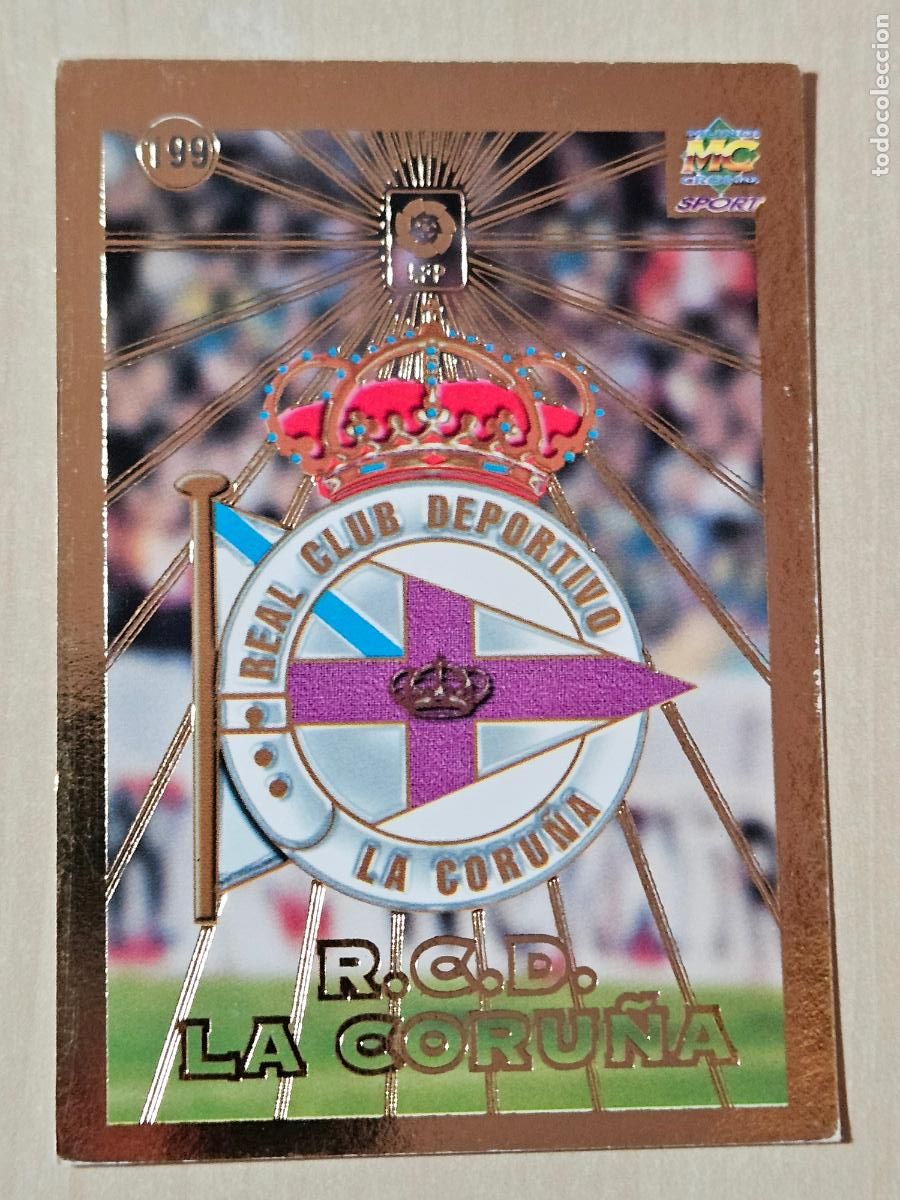 199
MC
SPORT
LFP
REAL CLUB DEPORTIVO
LA CORUÑA
R.C.D.
LA CORUÑA
todocoleccion